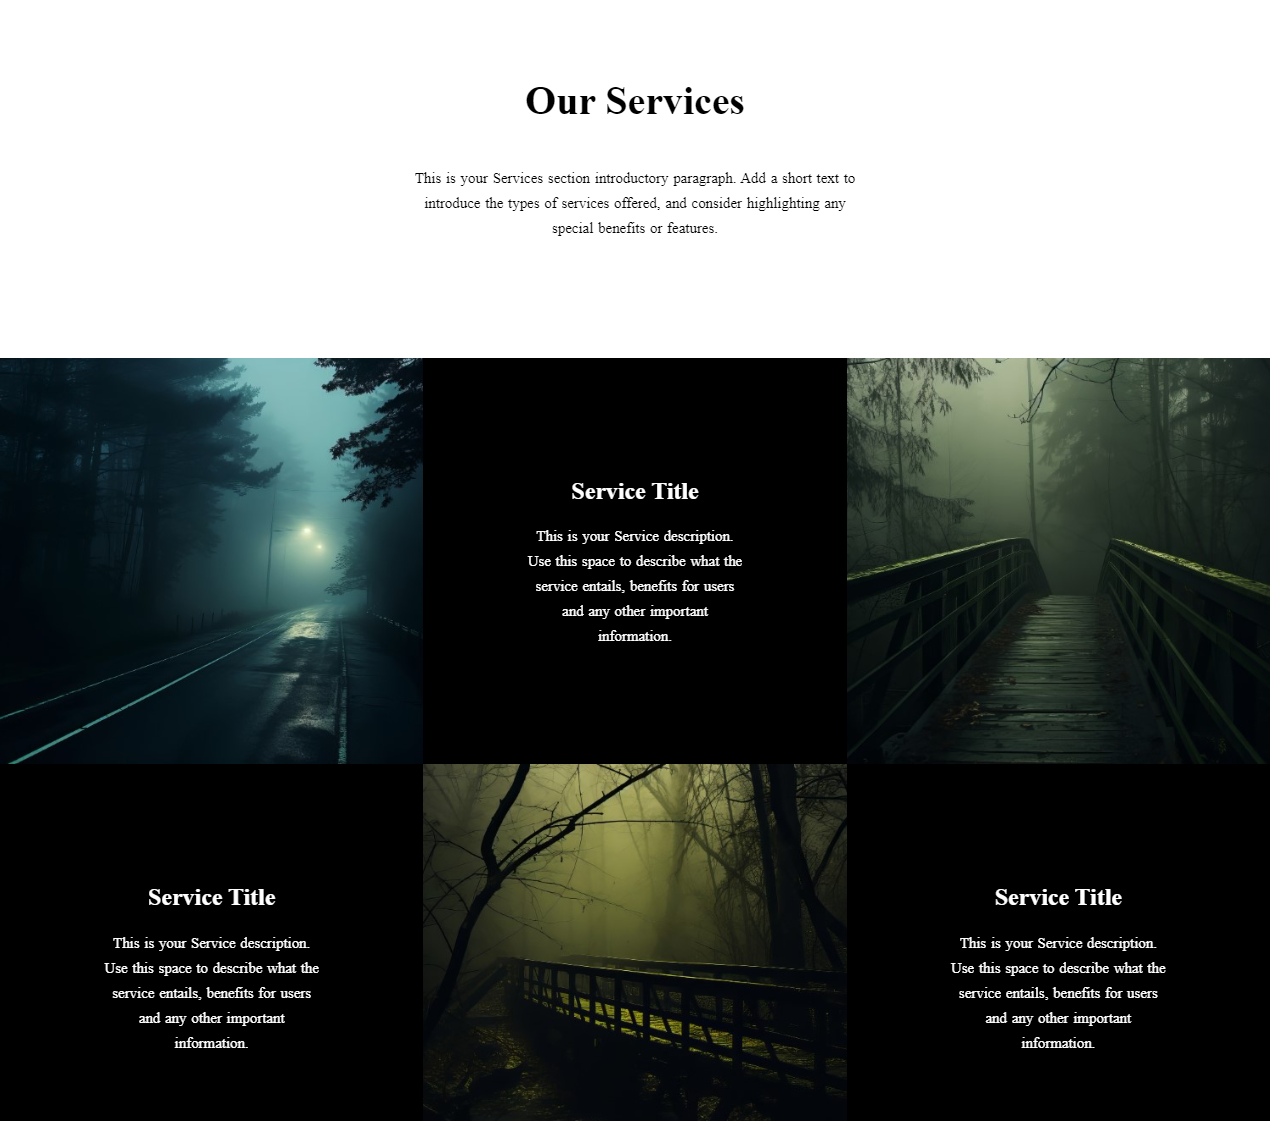 Our Services
This is your Services section introductory paragraph. Add a short text to
introduce the types of services offered, and consider highlighting any
special benefits or features.
Service Title
This is your Service description.
Use this space to describe what the
service entails, benefits for users
and any other important
information.
Service Title
This is your Service description.
Use this space to describe what the
service entails, benefits for users
and any other important
information.
Service Title
This is your Service description.
Use this space to describe what the
service entails, benefits for users
and any other important
information.